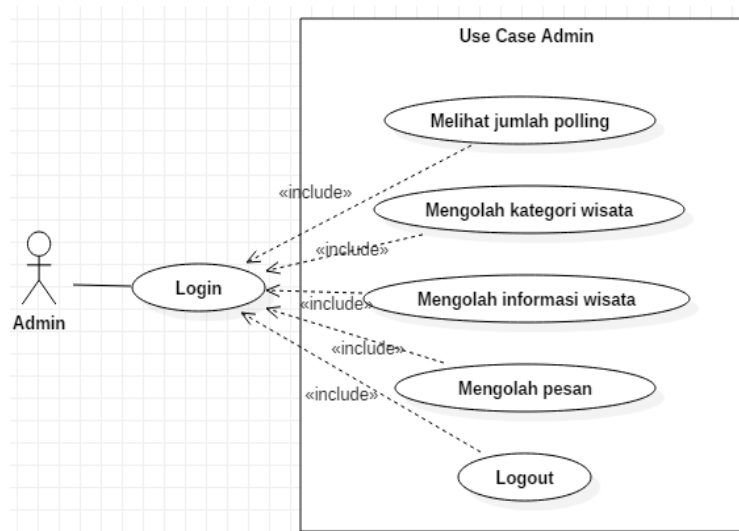 Use Case Admin
Melihat jumlah polling
«include»
Mengolah kategori wisata
«include»
Login
Mengolah informasi wisata
«include»
Admin
«include»
Mengolah pesan
«include»
Logout